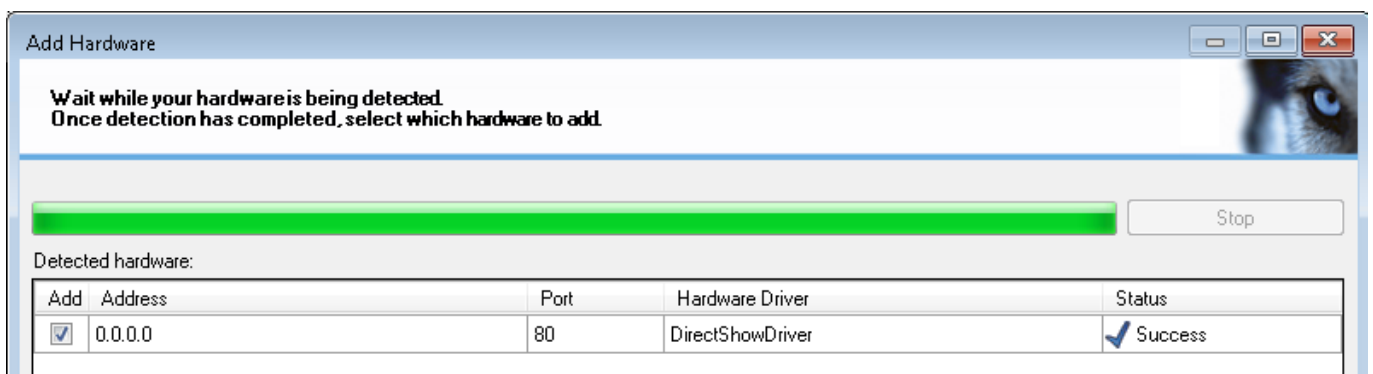 Add Hardware
Wait while your hardware is being detected.
Once detection has completed, select which hardware to add.
Stop
Detected hardware:
Add Address Port Hardware Driver Status
0.0.0.0 80 DirectShowDriver Success